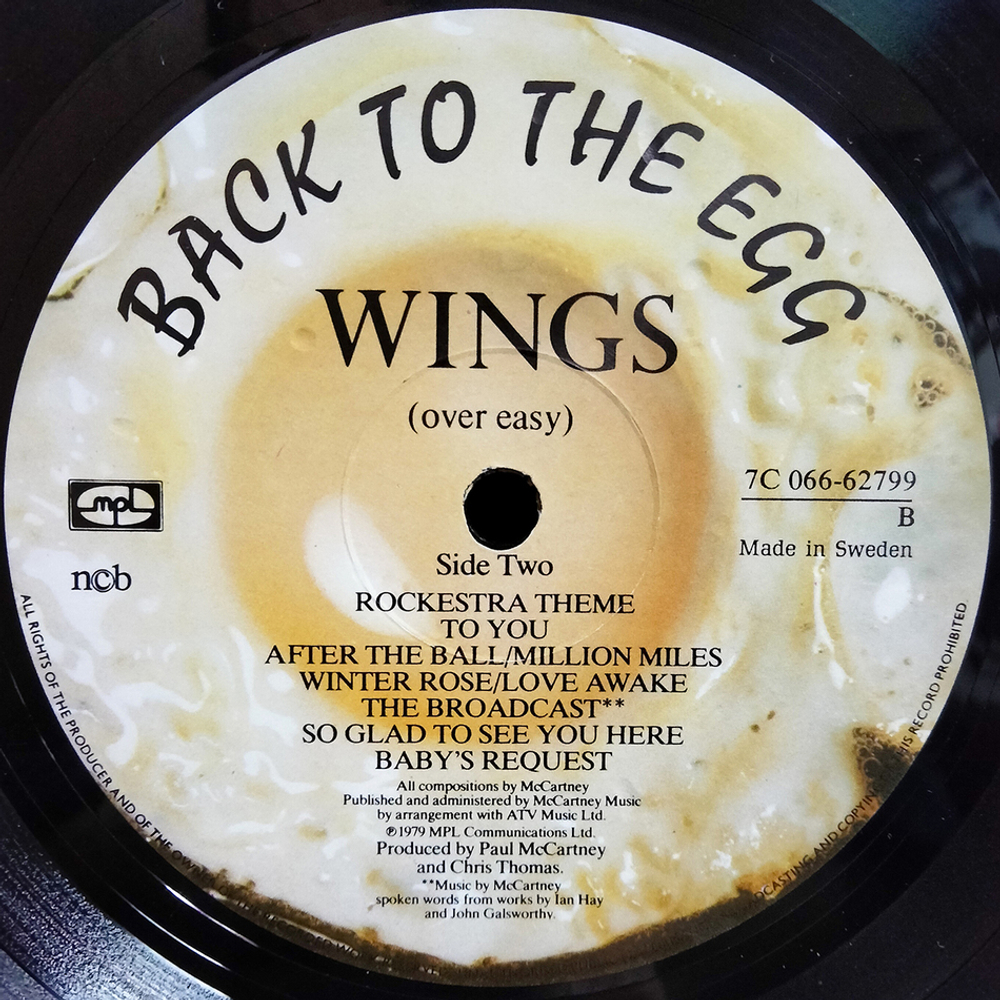 BACK TO THE EGG
WINGS
(over easy)
7C 066-62799
B
Made in Sweden
mpl
n©b
Side Two
ROCKESTRA THEME
TO YOU
AFTER THE BALL/MILLION MILES
WINTER ROSE/LOVE AWAKE
THE BROADCAST**
SO GLAD TO SEE YOU HERE
BABY'S REQUEST
All compositions by McCartney
Published and administered by McCartney Music
by arrangement with ATV Music Ltd.
℗1979 MPL Communications Ltd.
Produced by Paul McCartney
and Chris Thomas.
**Music by McCartney
spoken words from works by Ian Hay
and John Galsworthy.
ALL RIGHTS OF THE PRODUCER AND OF THE
AND COPYING
RECORD PROHIBITED.